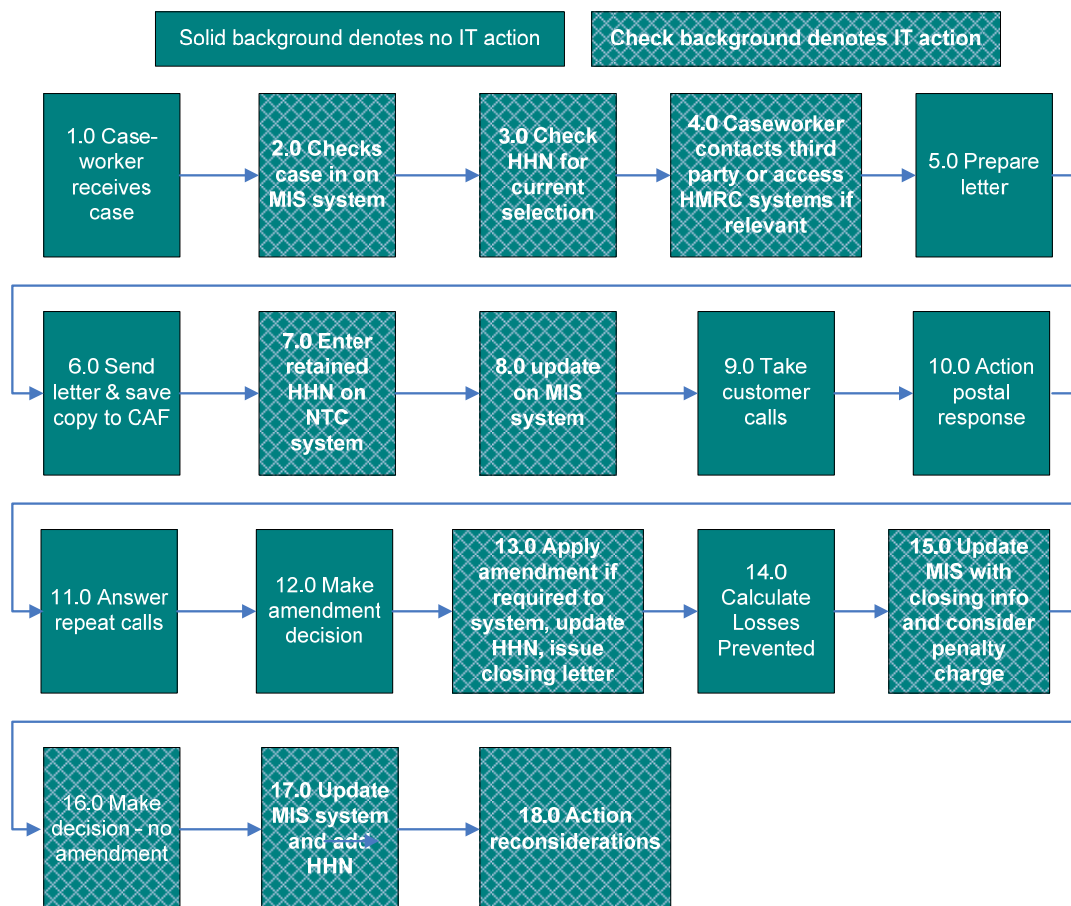 Solid background denotes no IT action
Check background denotes IT action
1.0 Case-
worker
receives
case
2.0 Checks
case in on
MIS system
3.0 Check
HHN for
current
selection
4.0 Caseworker
contacts third
party or access
HMRC systems if
relevant
5.0 Prepare
letter
6.0 Send
letter & save
copy to CAF
7.0 Enter
retained
HHN on
NTC
system
8.0 update
on MIS
system
9.0 Take
customer
calls
10.0 Action
postal
response
11.0 Answer
repeat calls
12.0 Make
amendment
decision
13.0 Apply
amendment if
required to
system, update
HHN, issue
closing letter
14.0
Calculate
Losses
Prevented
15.0 Update
MIS with
closing info
and consider
penalty
charge
16.0 Make
decision - no
amendment
17.0 Update
MIS system
and add
HHN
18.0 Action
reconsiderations